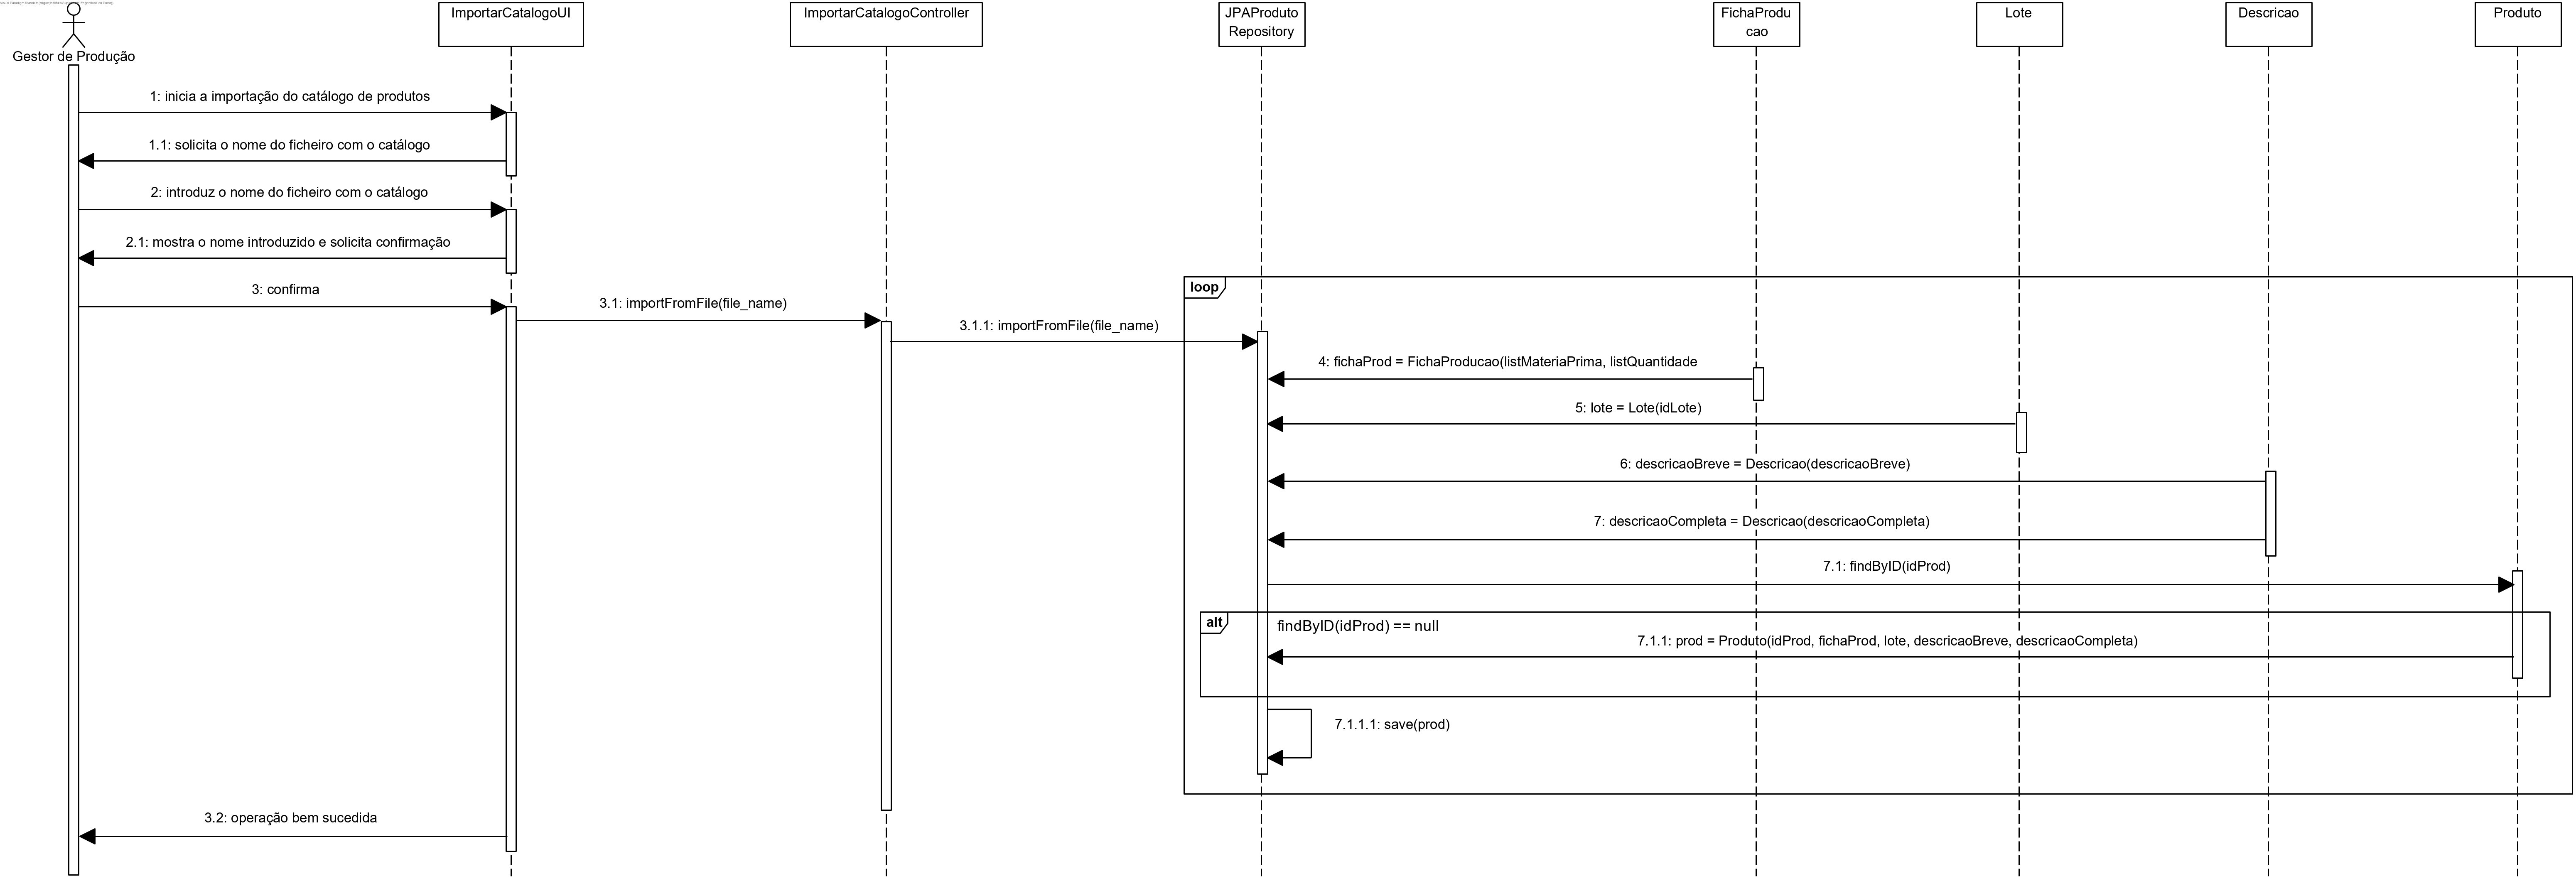 ImportarCatalogoUI
ImportarCatalogoController
JPAProduto
Repository
FichaProdu
cao
Lote
Descricao
Produto
Gestor de Produção
1: inicia a importação do catálogo de produtos
1.1: solicita o nome do ficheiro com o catálogo
2: introduz o nome do ficheiro com o catálogo
2.1: mostra o nome introduzido e solicita confirmação
loop
3: confirma
3.1: importFromFile(file_name)
3.1.1: importFromFile(file_name)
4: fichaProd = FichaProducao(listMateriaPrima, listQuantidade
5: lote = Lote(idLote)
6: descricaoBreve = Descricao(descricaoBreve)
7: descricaoCompleta = Descricao(descricaoCompleta)
7.1: findByID(idProd)
alt
findByID(idProd) == null
7.1.1: prod = Produto(idProd, fichaProd, lote, descricaoBreve, descricaoCompleta)
7.1.1.1: save(prod)
3.2: operação bem sucedida